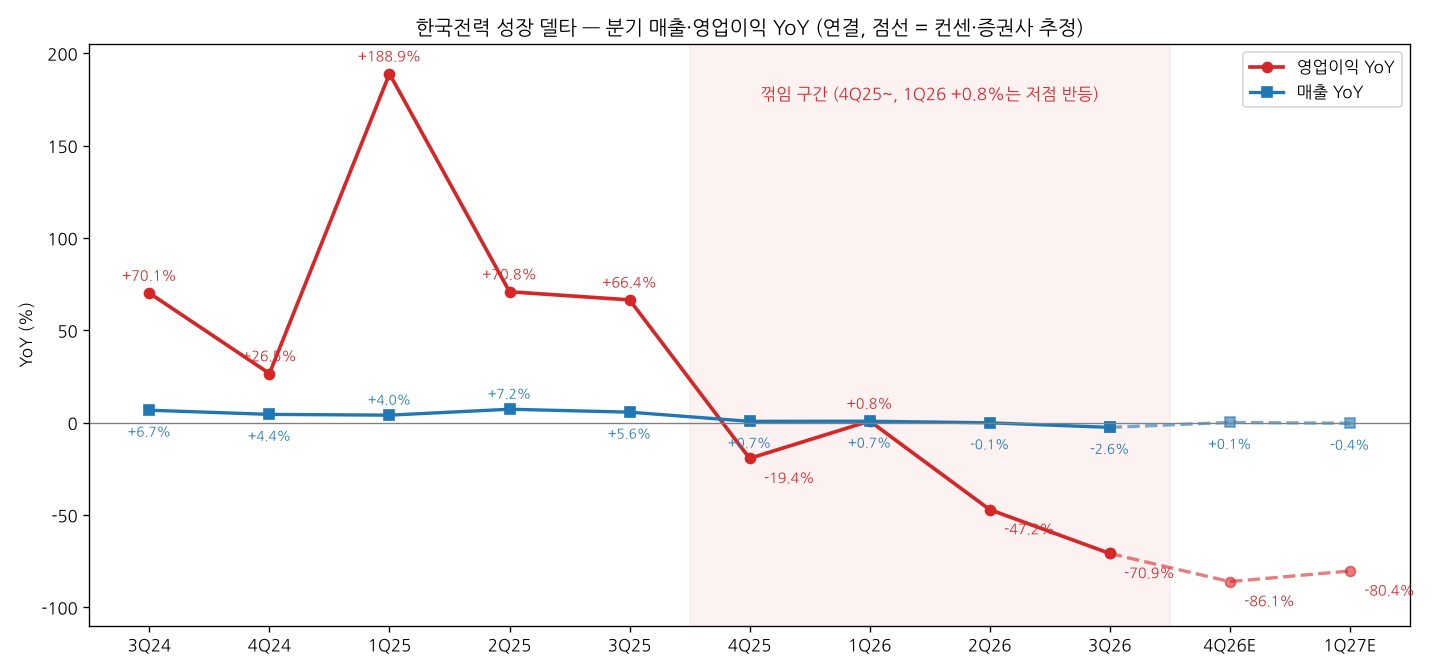 한국전력 성장 델타 — 분기 매출·영업이익 YoY (연결, 점선 = 컨센·증권사 추정)
영업이익 YoY
매출 YoY
꺾임 구간 (4Q25~, 1Q26 +0.8%는 저점 반등)
YoY (%)
200
150
100
50
0
-50
-100
+70.1%
+26.5%
+188.9%
+70.8%
+66.4%
-19.4%
+0.8%
-47.2%
-70.9%
-86.1%
-80.4%
+6.7%
+4.4%
+4.0%
+7.2%
+5.6%
+0.7%
+0.7%
-0.1%
-2.6%
+0.1%
-0.4%
3Q24
4Q24
1Q25
2Q25
3Q25
4Q25
1Q26
2Q26
3Q26
4Q26E
1Q27E